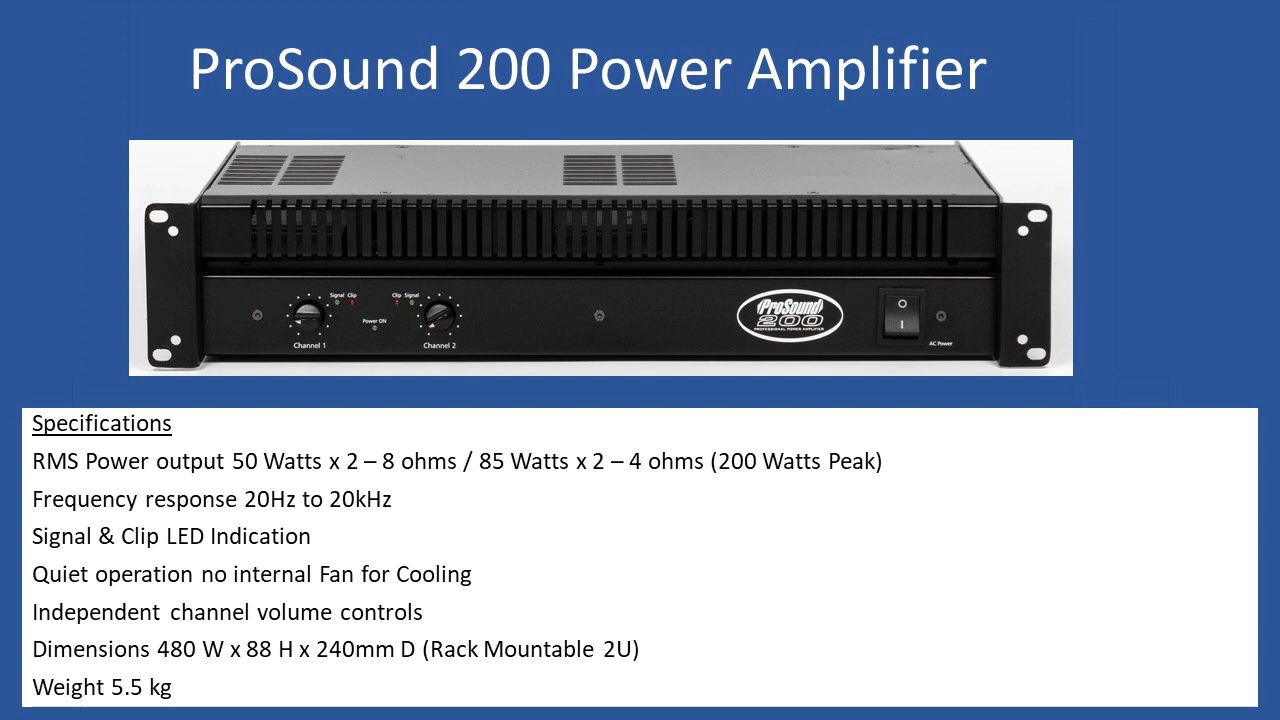 ProSound 200 Power Amplifier
Signal Clip
Clip Signal
Power ON
Channel 1
Channel 2
ProSound
200
PROFESSIONAL POWER AMPLIFIER
O
I
AC Power
Specifications
RMS Power output 50 Watts x 2 – 8 ohms / 85 Watts x 2 – 4 ohms (200 Watts Peak)
Frequency response 20Hz to 20kHz
Signal & Clip LED Indication
Quiet operation no internal Fan for Cooling
Independent channel volume controls
Dimensions 480 W x 88 H x 240mm D (Rack Mountable 2U)
Weight 5.5 kg